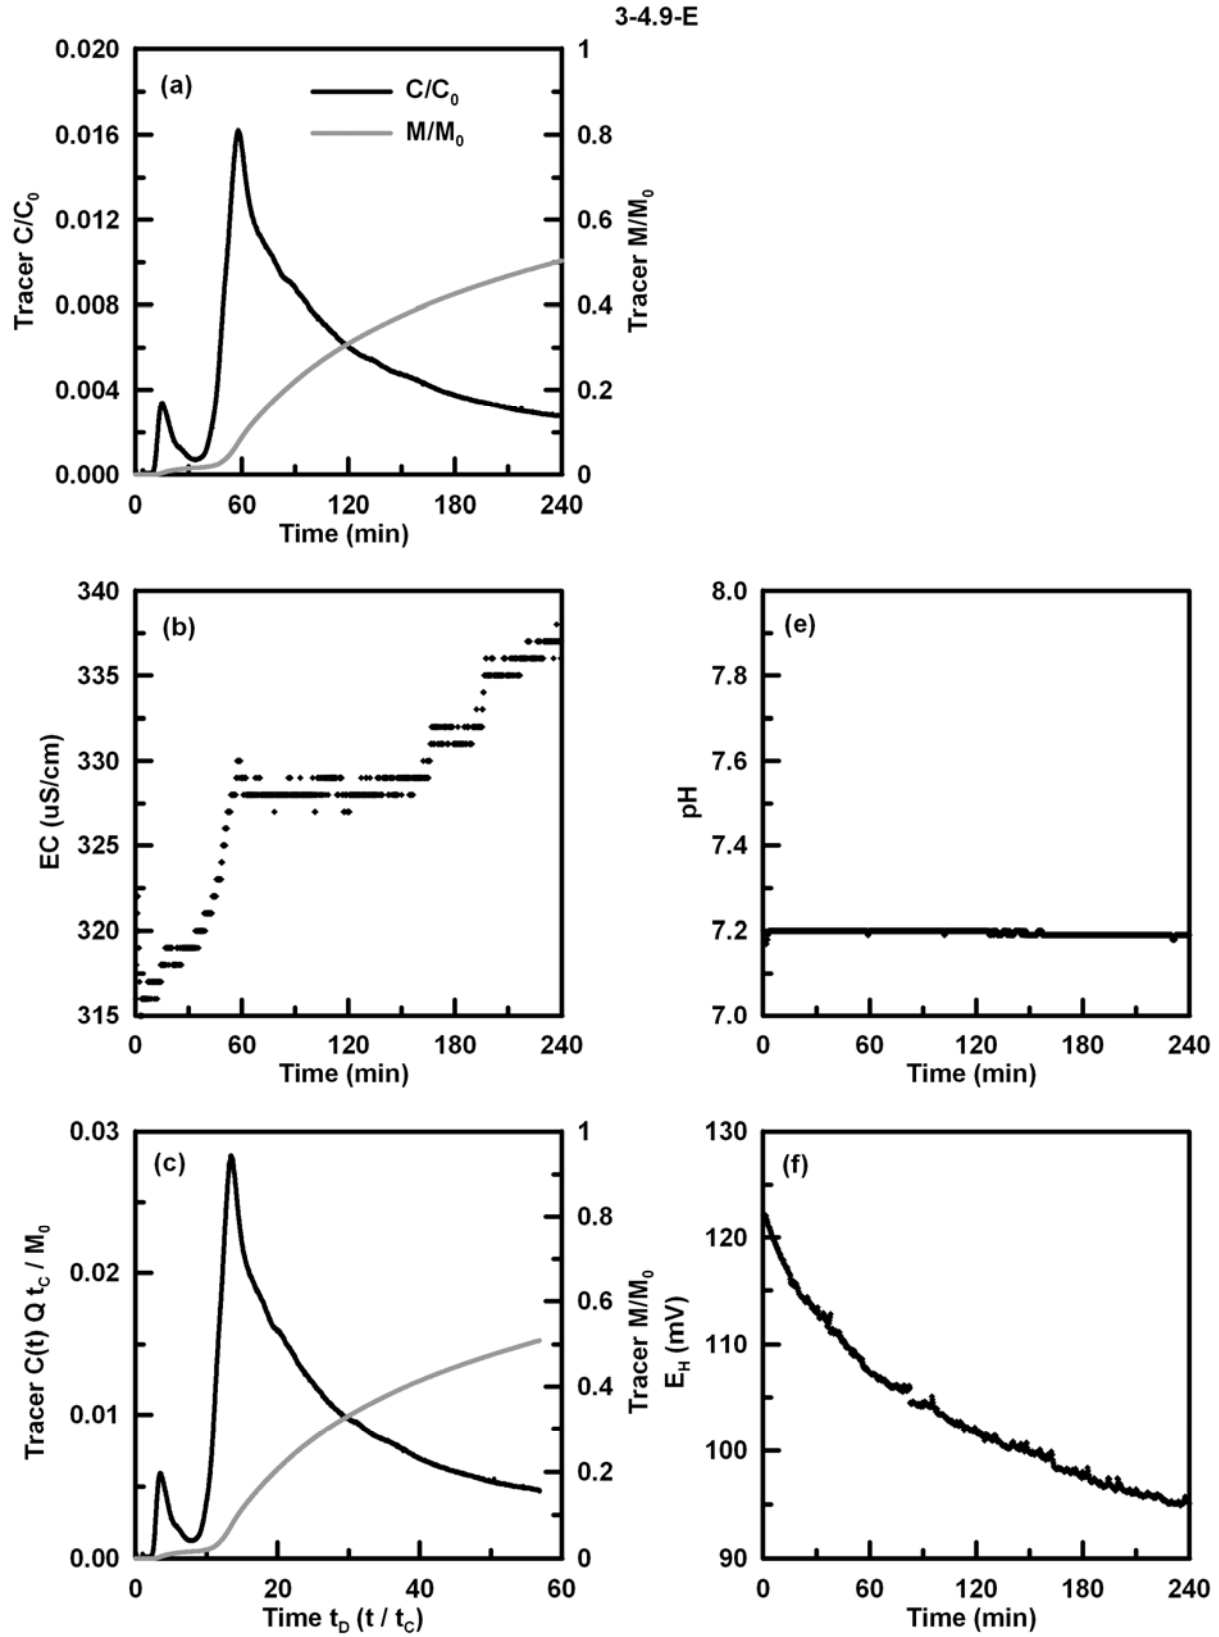 3-4.9-E
(a)
C/C0
M/M0
0.020
0.016
0.012
0.008
0.004
0.000
Tracer C/C0
1
0.8
0.6
0.4
0.2
0
Tracer M/M0
0 60 120 180 240
Time (min)
(b)
340
335
330
325
320
315
EC (uS/cm)
0 60 120 180 240
Time (min)
(e)
8.0
7.8
7.6
7.4
7.2
7.0
pH
0 60 120 180 240
Time (min)
(c)
0.03
0.02
0.01
0.00
Tracer C(t) Q tC / M0
1
0.8
0.6
0.4
0.2
0
Tracer M/M0
0 20 40 60
Time tD (t / tC)
(f)
130
120
110
100
90
EH (mV)
0 60 120 180 240
Time (min)